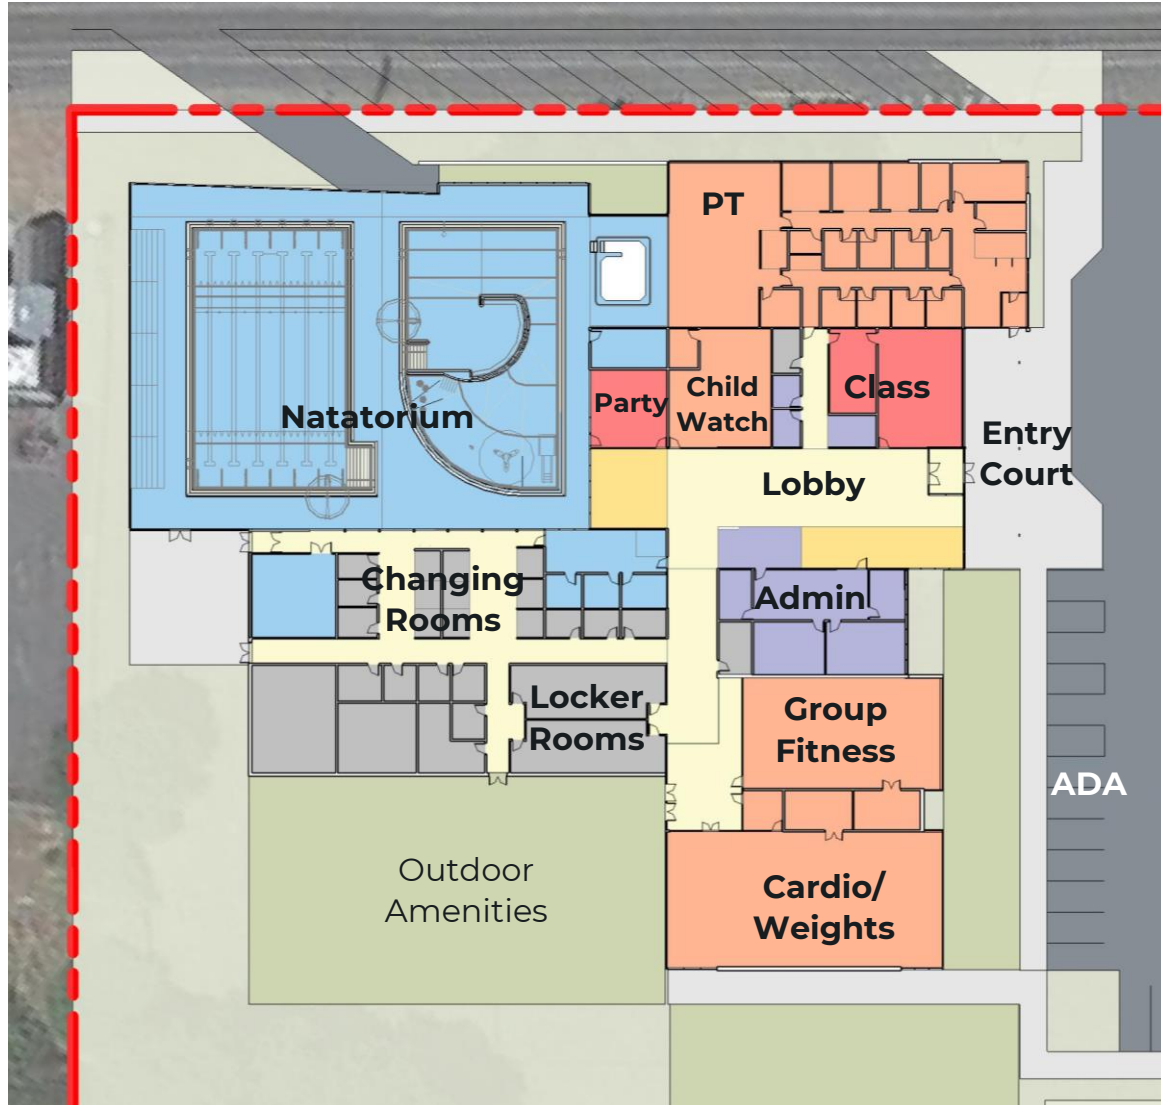 PT
Child
Watch
Class
Party
Natatorium
Entry
Court
Lobby
Changing
Rooms
Admin
Locker
Rooms
Group
Fitness
ADA
Outdoor
Amenities
Cardio/
Weights